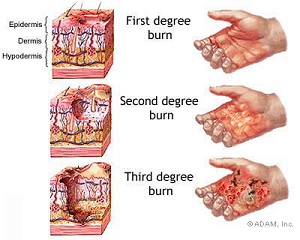 First degree
burn
Epidermis
Dermis
Hypodermis
Second degree
burn
Third degree
burn
©ADAM, Inc.